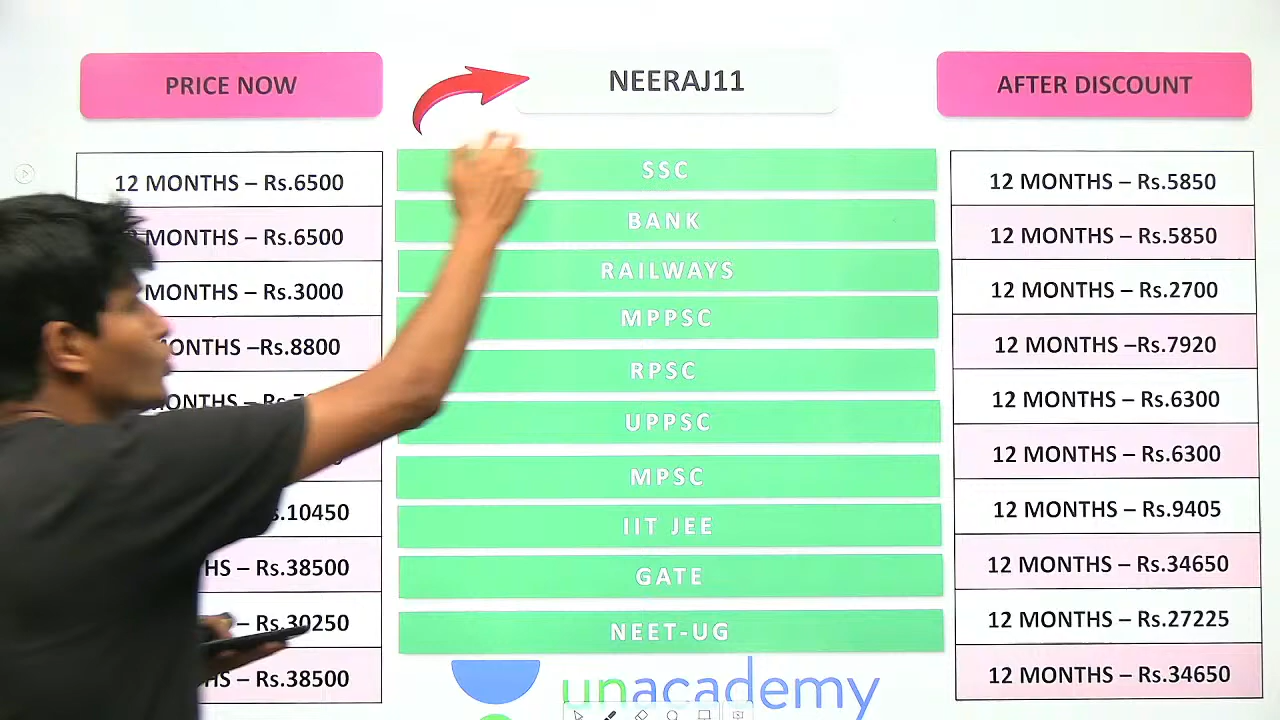 PRICE NOW
NEERAJ11
AFTER DISCOUNT
12 MONTHS – Rs.6500
SSC
12 MONTHS – Rs.5850
MONTHS – Rs.6500
BANK
12 MONTHS – Rs.5850
MONTHS – Rs.3000
RAILWAYS
12 MONTHS – Rs.2700
MONTHS –Rs.8800
MPPSC
12 MONTHS –Rs.7920
RPSC
12 MONTHS – Rs.6300
UPPSC
12 MONTHS – Rs.6300
.10450
MPSC
12 MONTHS – Rs.9405
HS – Rs.38500
IIT JEE
12 MONTHS – Rs.34650
– Rs.30250
GATE
12 MONTHS – Rs.27225
HS – Rs.38500
NEET-UG
12 MONTHS – Rs.34650
unacademy